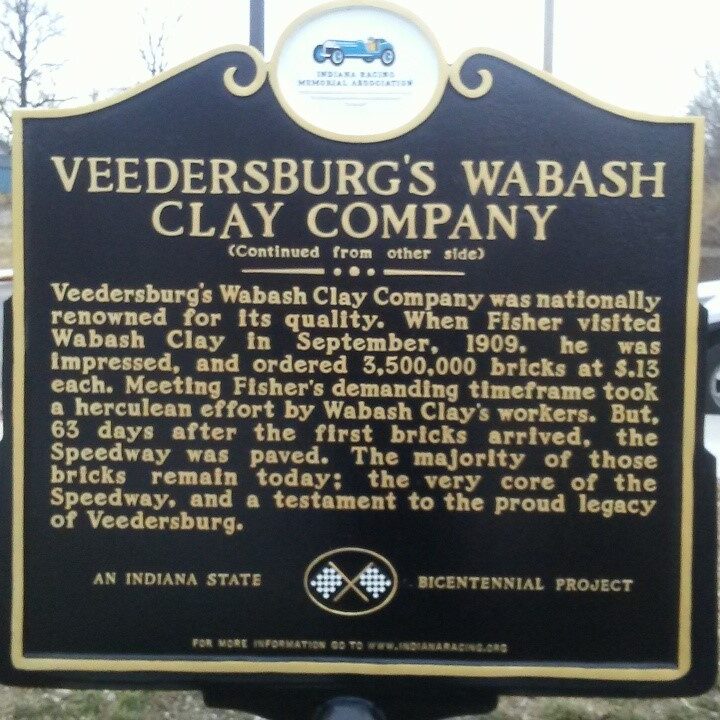 INDIANA RACING
MEMORIAL ASSOCIATION
VEEDERSBURG'S WABASH
CLAY COMPANY
(Continued from other side)
Veedersburg's Wabash Clay Company was nationally
renowned for its quality. When Fisher visited
Wabash Clay in September, 1909, he was
impressed, and ordered 3,500,000 bricks at $.13
each. Meeting Fisher's demanding timeframe took
a herculean effort by Wabash Clay's workers. But,
63 days after the first bricks arrived, the
Speedway was paved. The majority of those
bricks remain today; the very core of the
Speedway, and a testament to the proud legacy
of Veedersburg.
AN INDIANA STATE BICENTENNIAL PROJECT
FOR MORE INFORMATION GO TO WWW.INDIANARACING.ORG